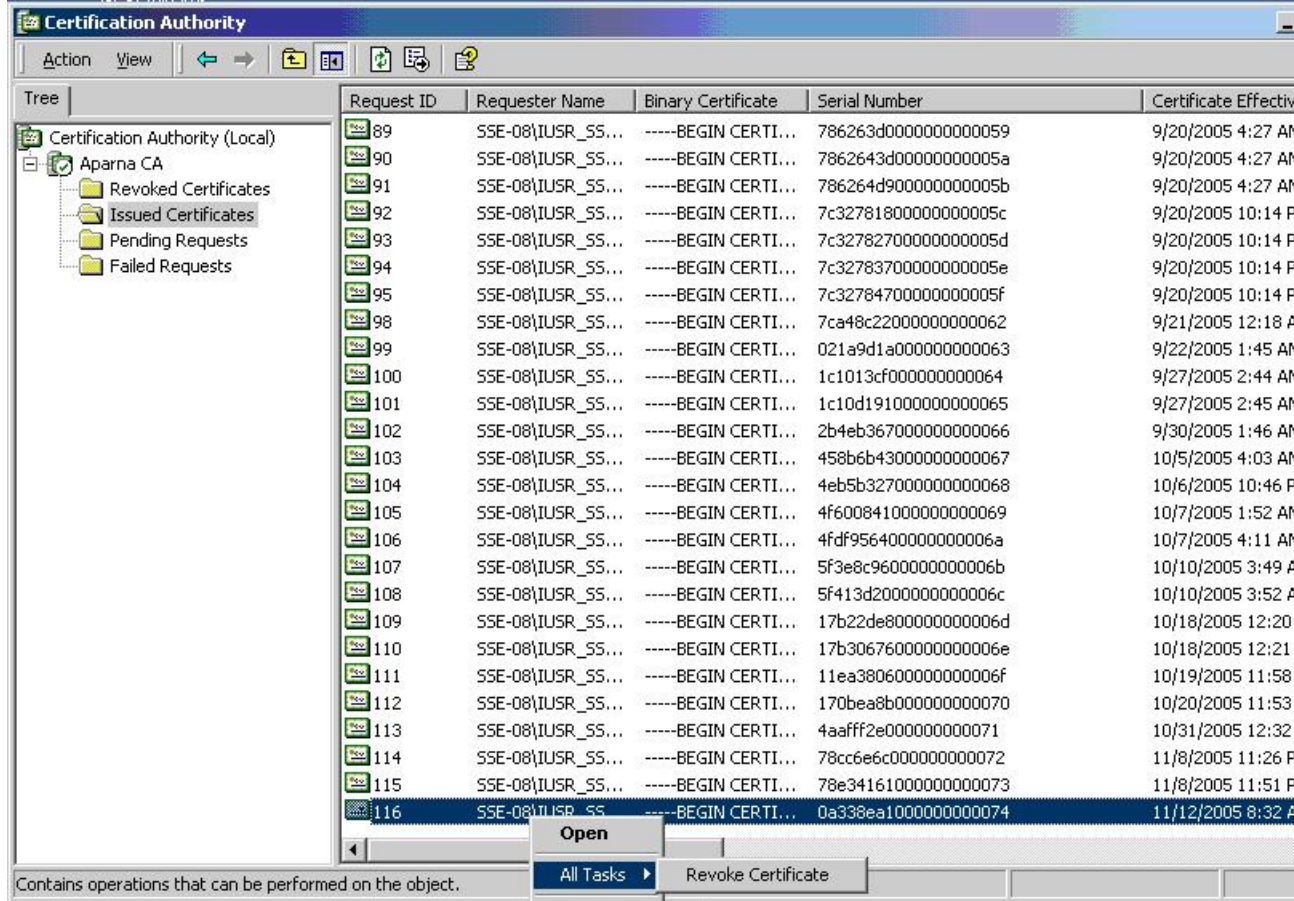 Certification Authority
Action View
Tree
Request ID Requester Name Binary Certificate Serial Number Certificate Effectiv
Certification Authority (Local)
Aparna CA
Revoked Certificates
Issued Certificates
Pending Requests
Failed Requests
89 SSE-08\IUSR_SS... -----BEGIN CERTI... 786263d0000000000059 9/20/2005 4:27 AM
90 SSE-08\IUSR_SS... -----BEGIN CERTI... 7862643d00000000005a 9/20/2005 4:27 AM
91 SSE-08\IUSR_SS... -----BEGIN CERTI... 786264d900000000005b 9/20/2005 4:27 AM
92 SSE-08\IUSR_SS... -----BEGIN CERTI... 7c32781800000000005c 9/20/2005 10:14 P
93 SSE-08\IUSR_SS... -----BEGIN CERTI... 7c32782700000000005d 9/20/2005 10:14 P
94 SSE-08\IUSR_SS... -----BEGIN CERTI... 7c32783700000000005e 9/20/2005 10:14 P
95 SSE-08\IUSR_SS... -----BEGIN CERTI... 7c32784700000000005f 9/20/2005 10:14 P
98 SSE-08\IUSR_SS... -----BEGIN CERTI... 7ca48c22000000000062 9/21/2005 12:18 A
99 SSE-08\IUSR_SS... -----BEGIN CERTI... 021a9d1a000000000063 9/22/2005 1:45 AM
100 SSE-08\IUSR_SS... -----BEGIN CERTI... 1c1013cf000000000064 9/27/2005 2:44 AM
101 SSE-08\IUSR_SS... -----BEGIN CERTI... 1c10d191000000000065 9/27/2005 2:45 AM
102 SSE-08\IUSR_SS... -----BEGIN CERTI... 2b4eb367000000000066 9/30/2005 1:46 AM
103 SSE-08\IUSR_SS... -----BEGIN CERTI... 458b6b43000000000067 10/5/2005 4:03 AM
104 SSE-08\IUSR_SS... -----BEGIN CERTI... 4eb5b327000000000068 10/6/2005 10:46 P
105 SSE-08\IUSR_SS... -----BEGIN CERTI... 4f600841000000000069 10/7/2005 1:52 AM
106 SSE-08\IUSR_SS... -----BEGIN CERTI... 4fdf956400000000006a 10/7/2005 4:11 AM
107 SSE-08\IUSR_SS... -----BEGIN CERTI... 5f3e8c9600000000006b 10/10/2005 3:49 A
108 SSE-08\IUSR_SS... -----BEGIN CERTI... 5f413d2000000000006c 10/10/2005 3:52 A
109 SSE-08\IUSR_SS... -----BEGIN CERTI... 17b22de800000000006d 10/18/2005 12:20
110 SSE-08\IUSR_SS... -----BEGIN CERTI... 17b3067600000000006e 10/18/2005 12:21
111 SSE-08\IUSR_SS... -----BEGIN CERTI... 11ea380600000000006f 10/19/2005 11:58
112 SSE-08\IUSR_SS... -----BEGIN CERTI... 170bea8b000000000070 10/20/2005 11:53
113 SSE-08\IUSR_SS... -----BEGIN CERTI... 4aafff2e000000000071 10/31/2005 12:32
114 SSE-08\IUSR_SS... -----BEGIN CERTI... 78cc6e6c000000000072 11/8/2005 11:26 P
115 SSE-08\IUSR_SS... -----BEGIN CERTI... 78e34161000000000073 11/8/2005 11:51 P
116 SSE-08\IUSR_SS -----BEGIN CERTI... 0a338ea1000000000074 11/12/2005 8:32 A
Open
All Tasks Revoke Certificate
Contains operations that can be performed on the object.